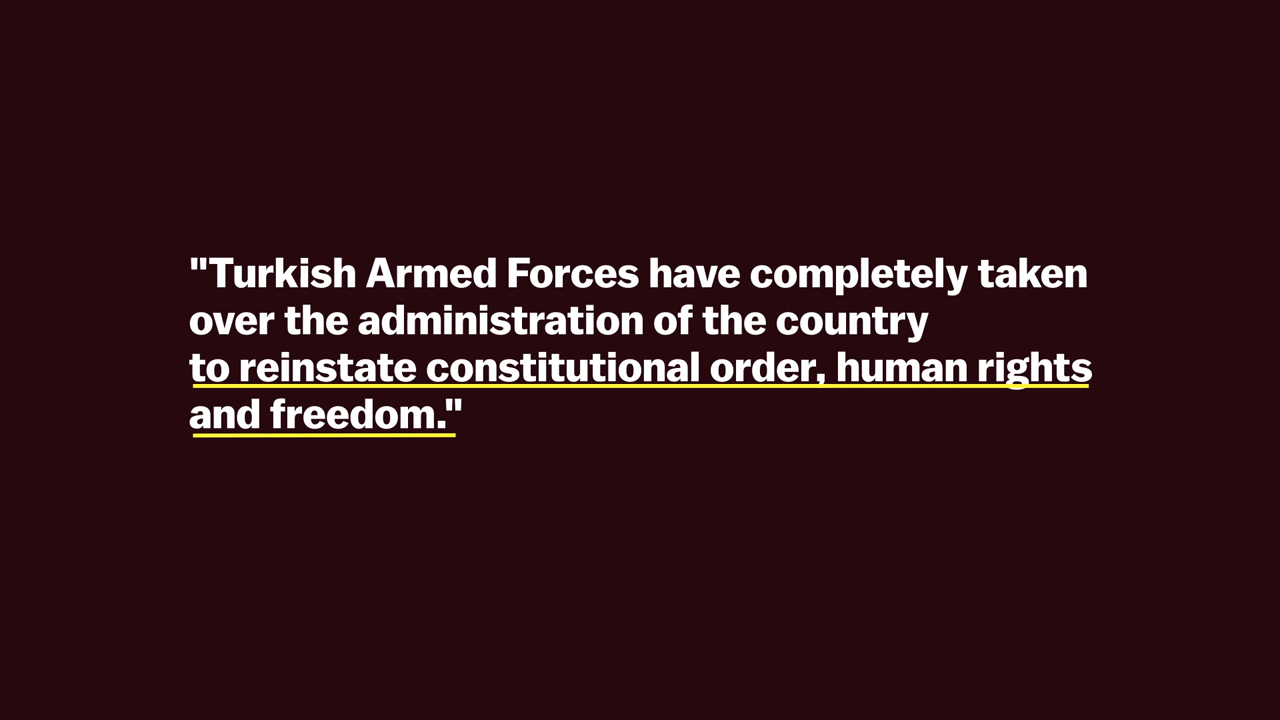 "Turkish Armed Forces have completely taken
over the administration of the country
to reinstate constitutional order, human rights
and freedom."